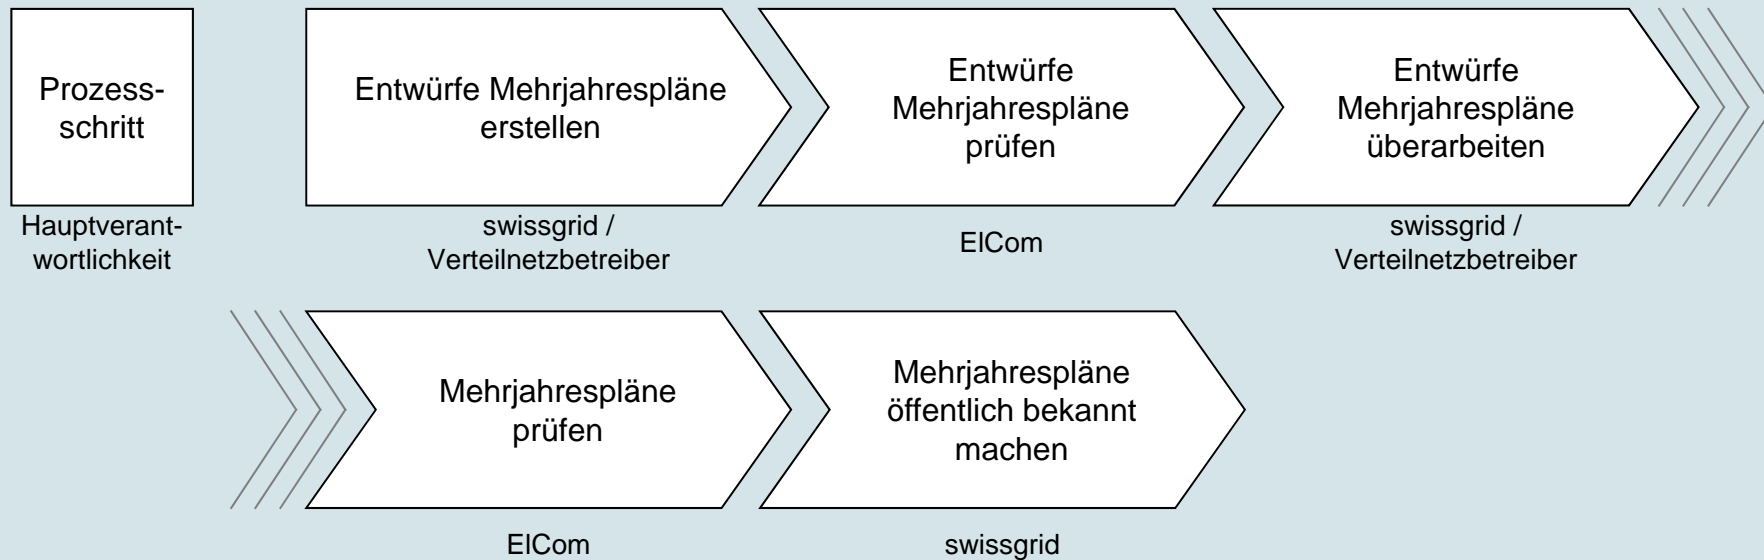 Prozess-
schritt
Hauptverant-
wortlichkeit
Entwürfe Mehrjahrespläne
erstellen
swissgrid /
Verteilnetzbetreiber
Entwürfe
Mehrjahrespläne
prüfen
ElCom
Entwürfe
Mehrjahrespläne
überarbeiten
swissgrid /
Verteilnetzbetreiber
Mehrjahrespläne
prüfen
ElCom
Mehrjahrespläne
öffentlich bekannt
machen
swissgrid